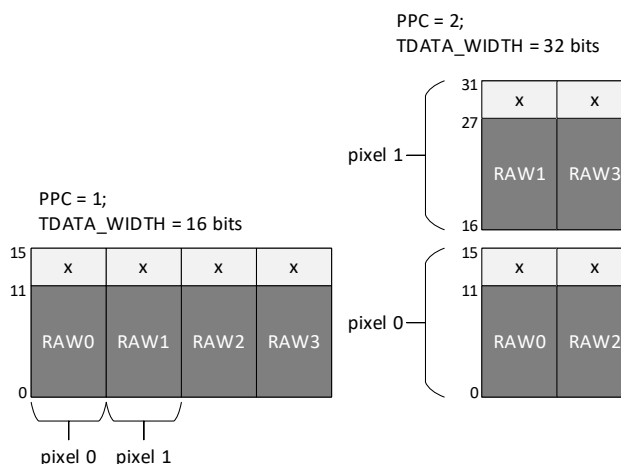 PPC = 2;
TDATA_WIDTH = 32 bits
31
x x
27
pixel 1
RAW1 RAW3
16
PPC = 1;
TDATA_WIDTH = 16 bits
15
x x x x
11
RAW0 RAW1 RAW2 RAW3
0
pixel 0 pixel 1
15
x x
11
pixel 0
RAW0 RAW2
0